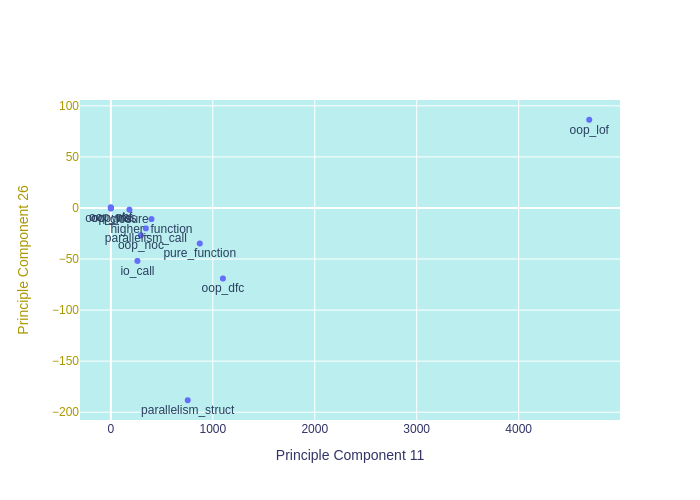 100
50
0
−50
−100
−150
−200
Principle Component 26
oop_lof
higher_function
parallelism_call
oop_noc
pure_function
io_call
oop_dfc
parallelism_struct
0
1000
2000
3000
4000
Principle Component 11